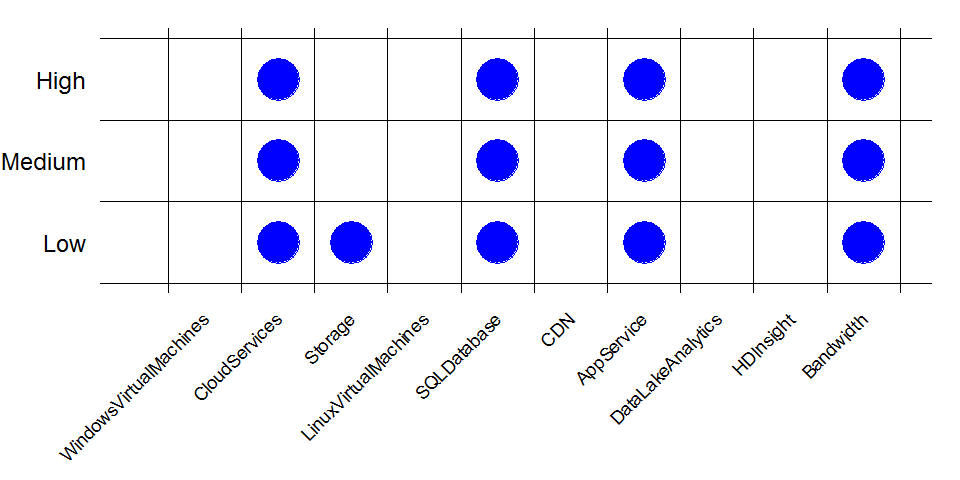 High
Medium
Low
WindowsVirtualMachines
CloudServices
Storage
LinuxVirtualMachines
SQLDatabase
CDN
AppService
DataLakeAnalytics
HDInsight
Bandwidth